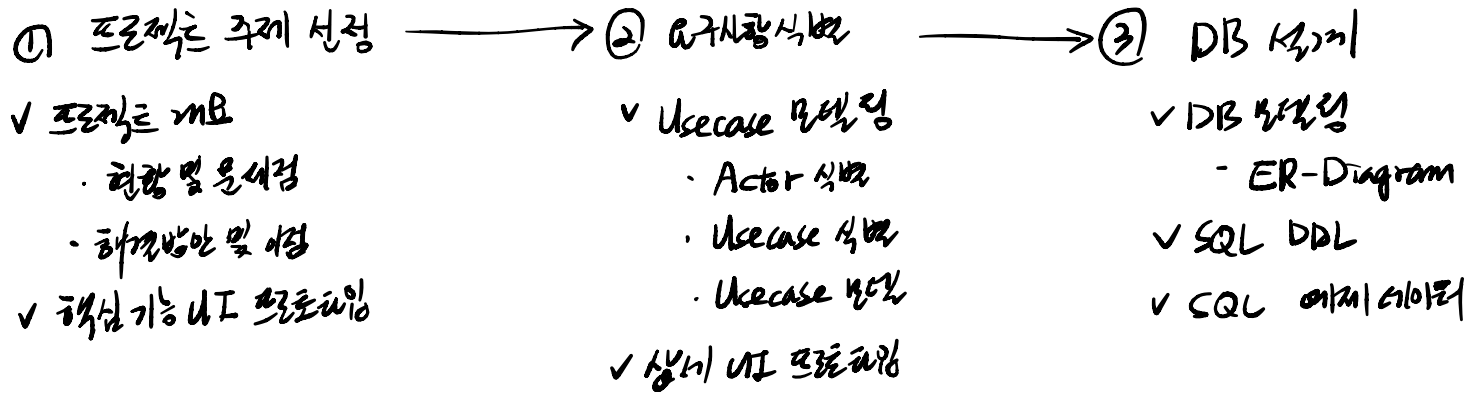 ① 프로젝트 주제 선정 → ② 요구사항 식별 → ③ DB 설계
✓ 프로젝트 개요
· 현황 및 문제점
· 해결방안 및 이점
✓ 핵심기능 UI 프로토타입
✓ Usecase 모델링
· Actor 식별
· Usecase 식별
· Usecase 모델
✓ 상세 UI 프로토타입
✓ DB 모델링
- ER-Diagram
✓ SQL DDL
✓ SQL 예제 데이터